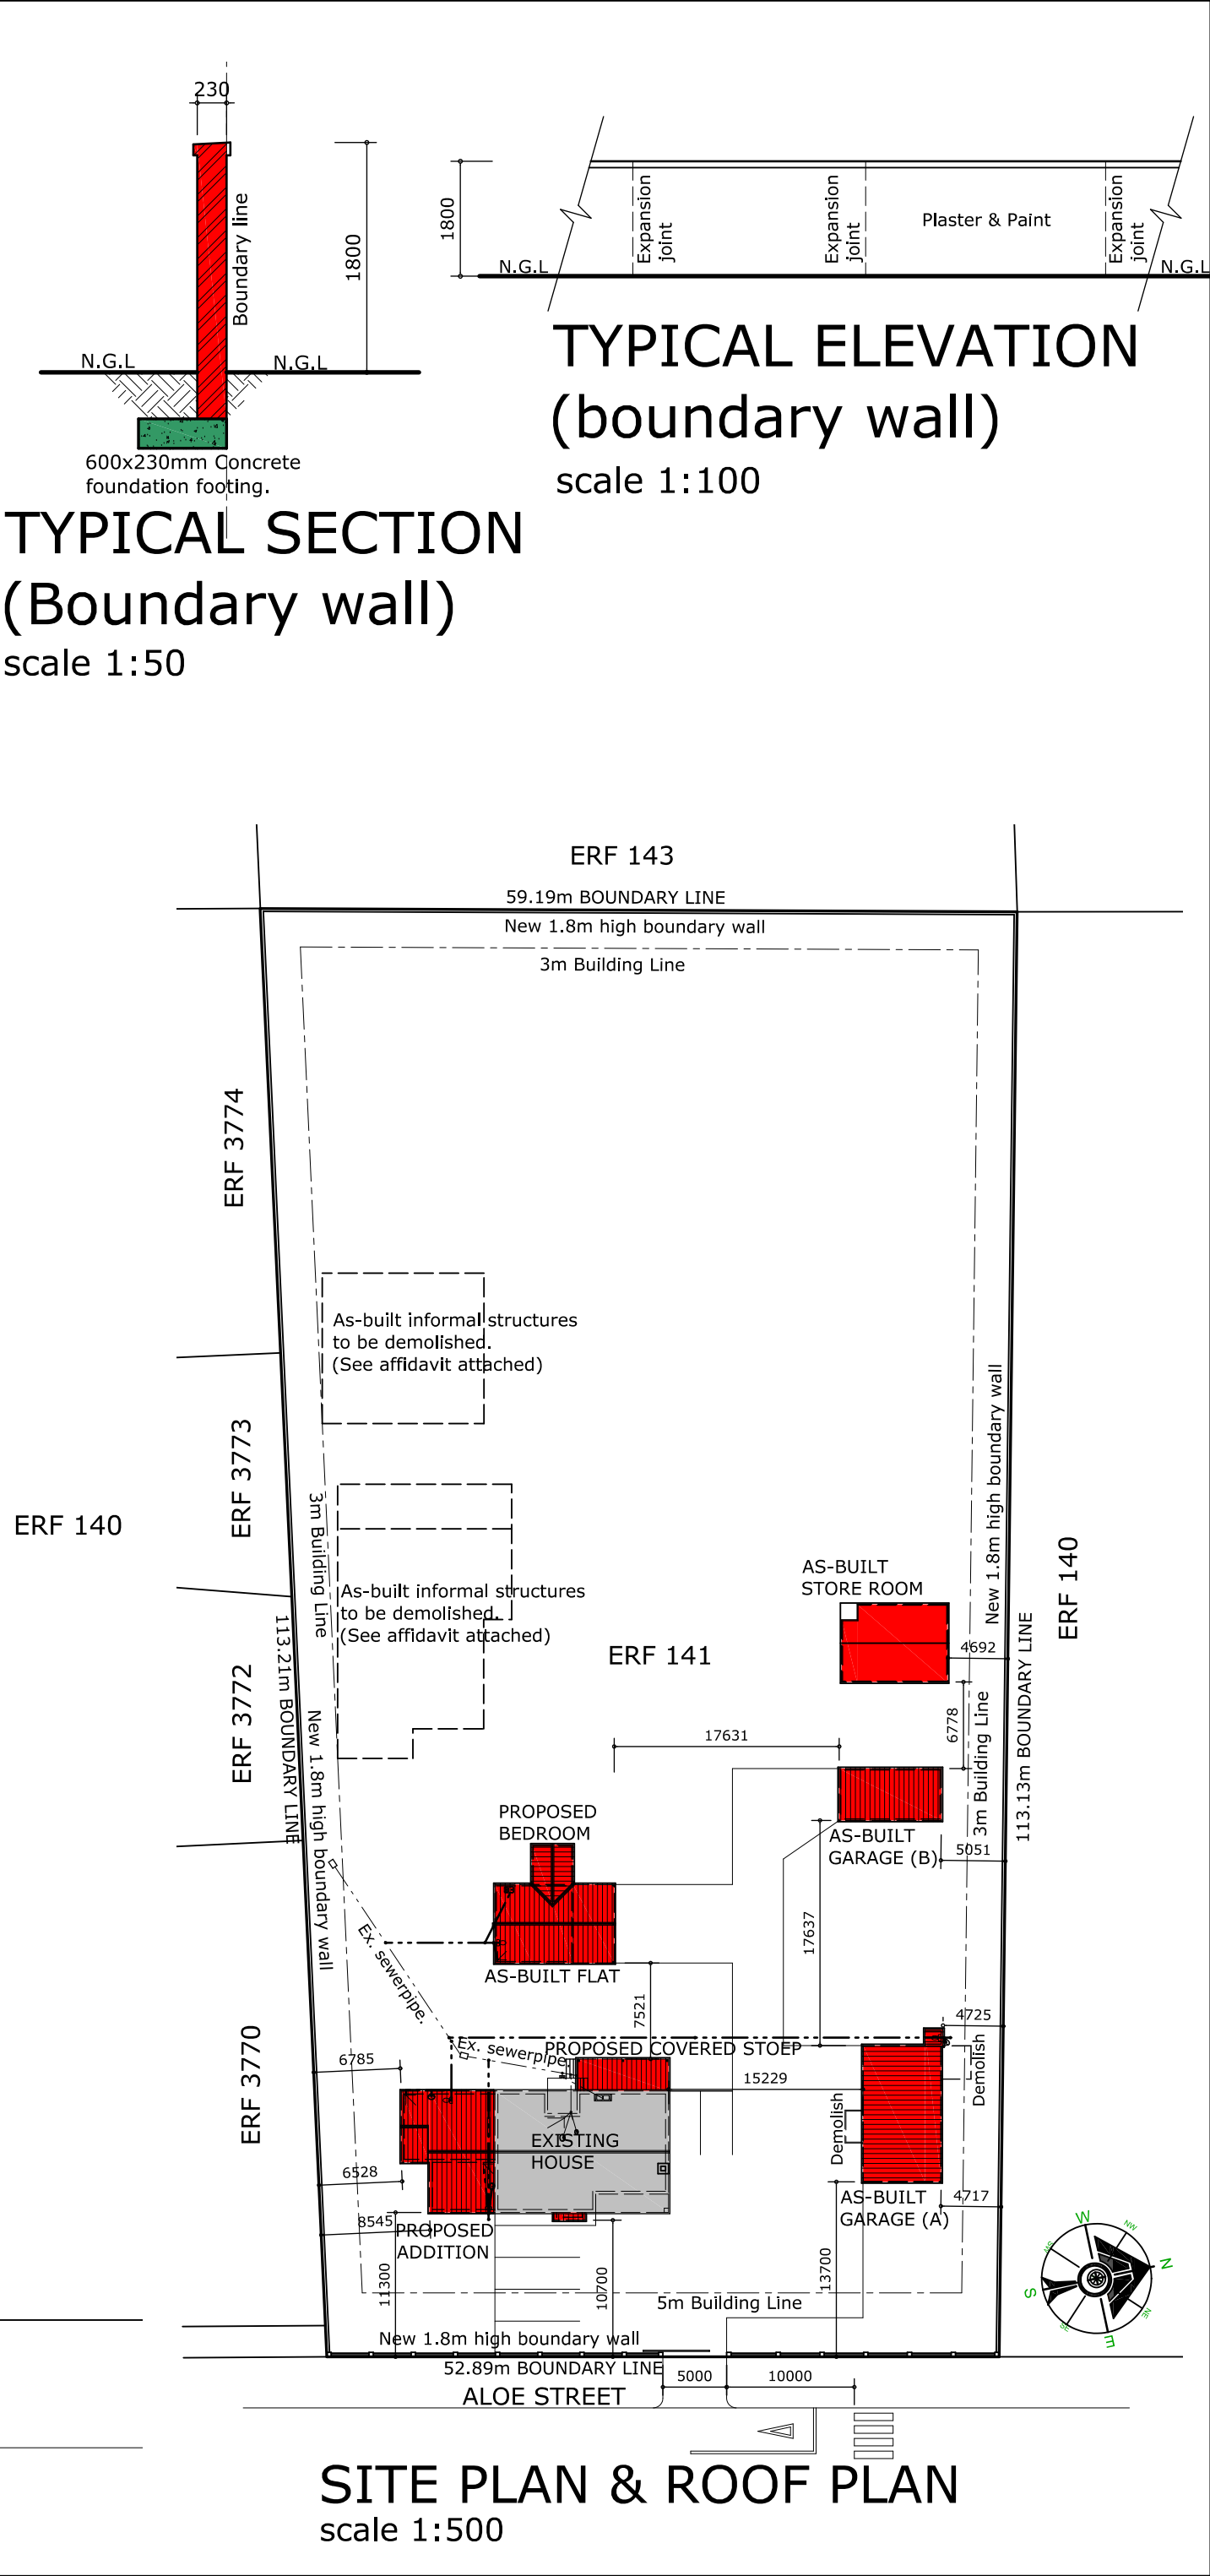 230
Boundary line
1800
N.G.L
N.G.L
600x230mm Concrete
foundation footing.
TYPICAL SECTION
(Boundary wall)
scale 1:50
1800
N.G.L
Expansion
joint
Expansion
joint
Plaster & Paint
Expansion
joint
N.G.L
TYPICAL ELEVATION
(boundary wall)
scale 1:100
ERF 143
59.19m BOUNDARY LINE
New 1.8m high boundary wall
3m Building Line
ERF 3774
As-built informal structures
to be demolished.
(See affidavit attached)
ERF 3773
ERF 140
3m Building Line
New 1.8m high boundary wall
ERF 140
AS-BUILT
STORE ROOM
As-built informal structures
to be demolished.
(See affidavit attached)
ERF 141
4692
113.21m BOUNDARY LINE
ERF 3772
New 1.8m high boundary wall
6778
3m Building Line
113.13m BOUNDARY LINE
17631
PROPOSED
BEDROOM
AS-BUILT
GARAGE (B)
5051
17637
Ex. sewerpipe.
AS-BUILT FLAT
7521
4725
ERF 3770
Ex. sewerpipe.
PROPOSED COVERED STOEP
6785
15229
Demolish
Demolish
EXISTING
HOUSE
6528
AS-BUILT
GARAGE (A)
4717
8545
PROPOSED
ADDITION
11300
10700
13700
5m Building Line
W
NW
N
NE
E
SE
S
SW
New 1.8m high boundary wall
52.89m BOUNDARY LINE
5000
10000
ALOE STREET
SITE PLAN & ROOF PLAN
scale 1:500